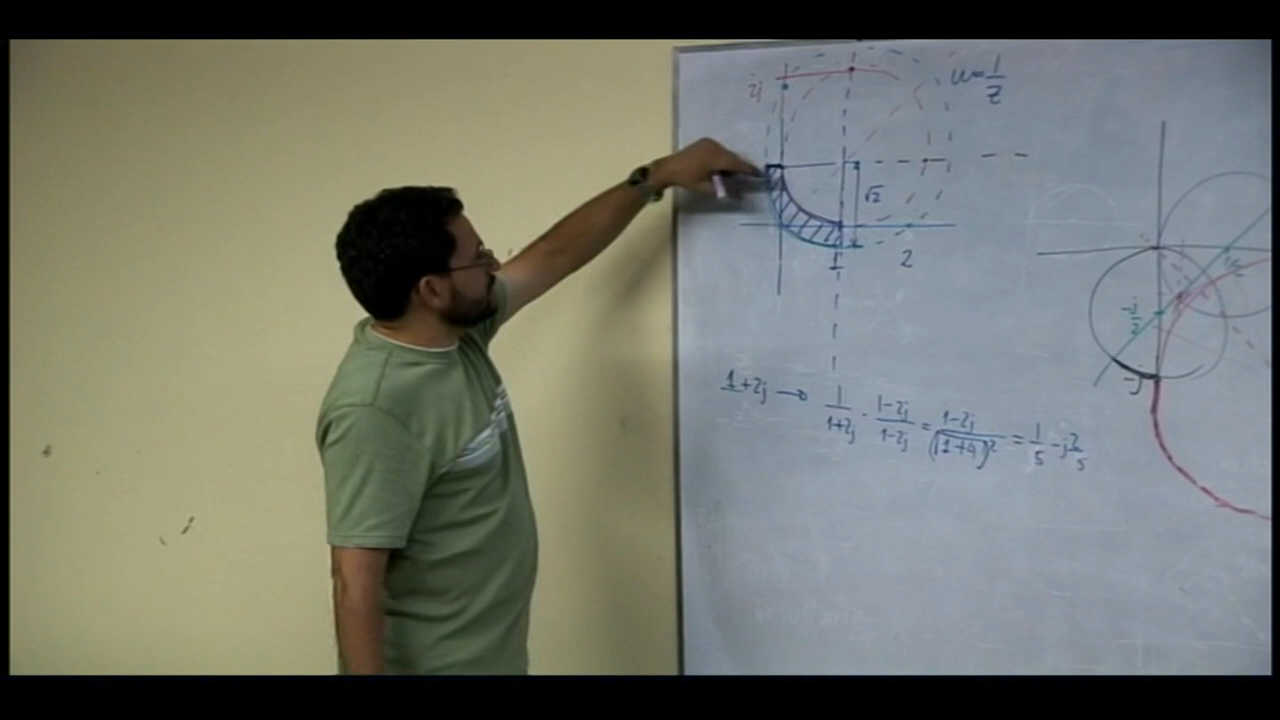 2j
w=1/z
√2
1 2
-j/2
-j
1+2j → 1/(1+2j) · (1-2j)/(1-2j) = (1-2j)/(√(1+4))² = 1/5 - j2/5